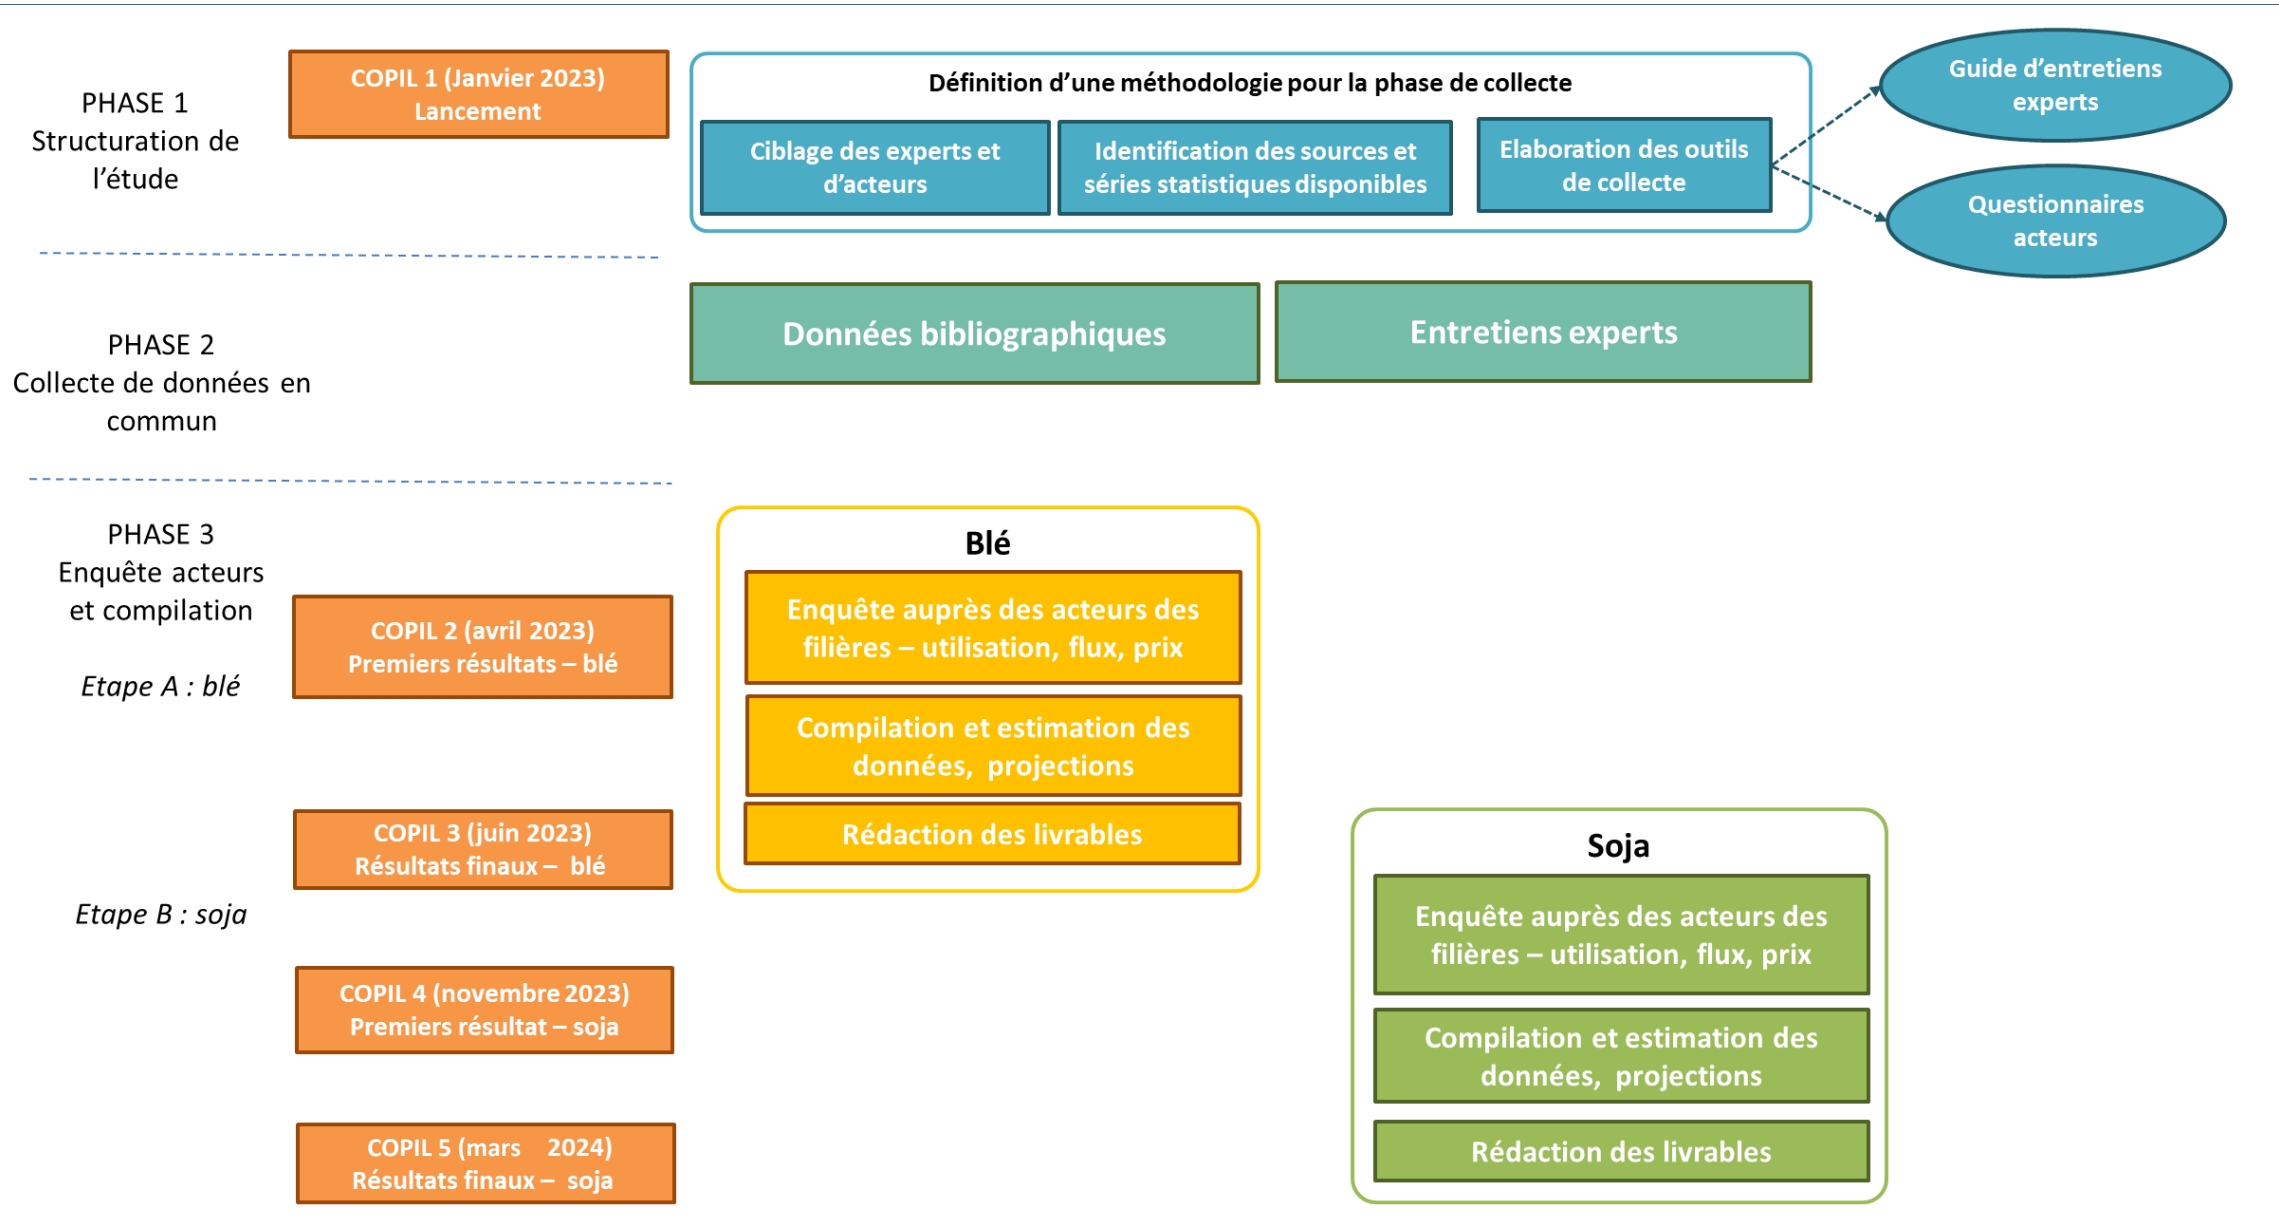 PHASE 1
Structuration de
l'étude
COPIL 1 (Janvier 2023)
Lancement
Définition d'une méthodologie pour la phase de collecte
Ciblage des experts et
d'acteurs
Identification des sources et
séries statistiques disponibles
Elaboration des outils
de collecte
Guide d'entretiens
experts
Questionnaires
acteurs
PHASE 2
Collecte de données en
commun
Données bibliographiques
Entretiens experts
PHASE 3
Enquête acteurs
et compilation
Etape A : blé
COPIL 2 (avril 2023)
Premiers résultats – blé
Blé
Enquête auprès des acteurs des
filières – utilisation, flux, prix
Compilation et estimation des
données, projections
Rédaction des livrables
COPIL 3 (juin 2023)
Résultats finaux – blé
Etape B : soja
COPIL 4 (novembre 2023)
Premiers résultat – soja
COPIL 5 (mars 2024)
Résultats finaux – soja
Soja
Enquête auprès des acteurs des
filières – utilisation, flux, prix
Compilation et estimation des
données, projections
Rédaction des livrables